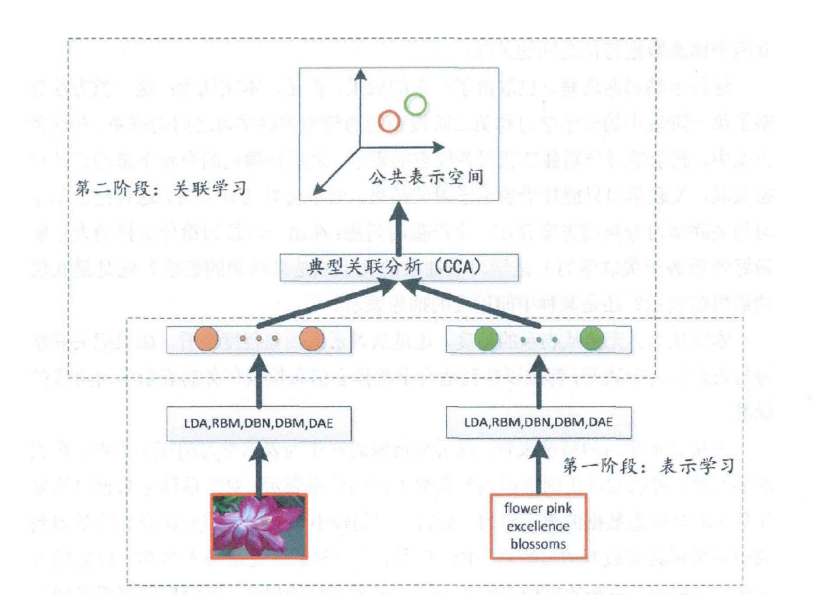 公共表示空间
第二阶段：关联学习
典型关联分析（CCA）
LDA,RBM,DBN,DBM,DAE
LDA,RBM,DBN,DBM,DAE
第一阶段：表示学习
flower pink
excellence
blossoms